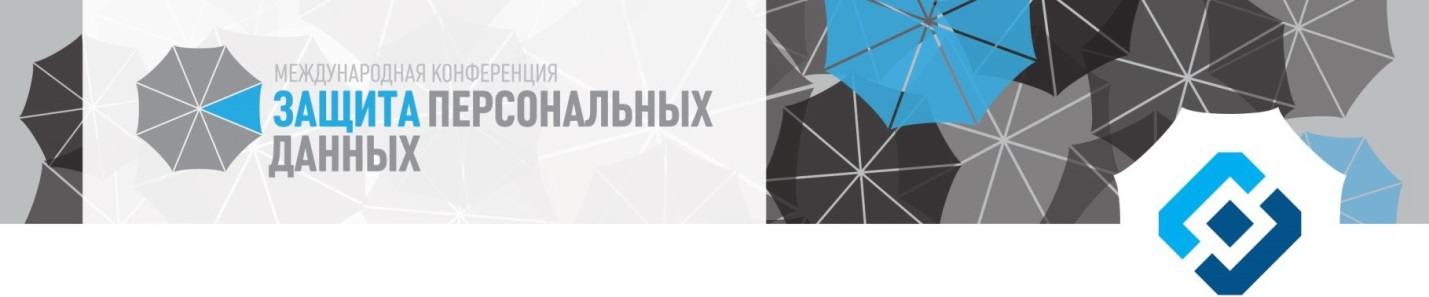 МЕЖДУНАРОДНАЯ КОНФЕРЕНЦИЯ
ЗАЩИТА ПЕРСОНАЛЬНЫХ
ДАННЫХ